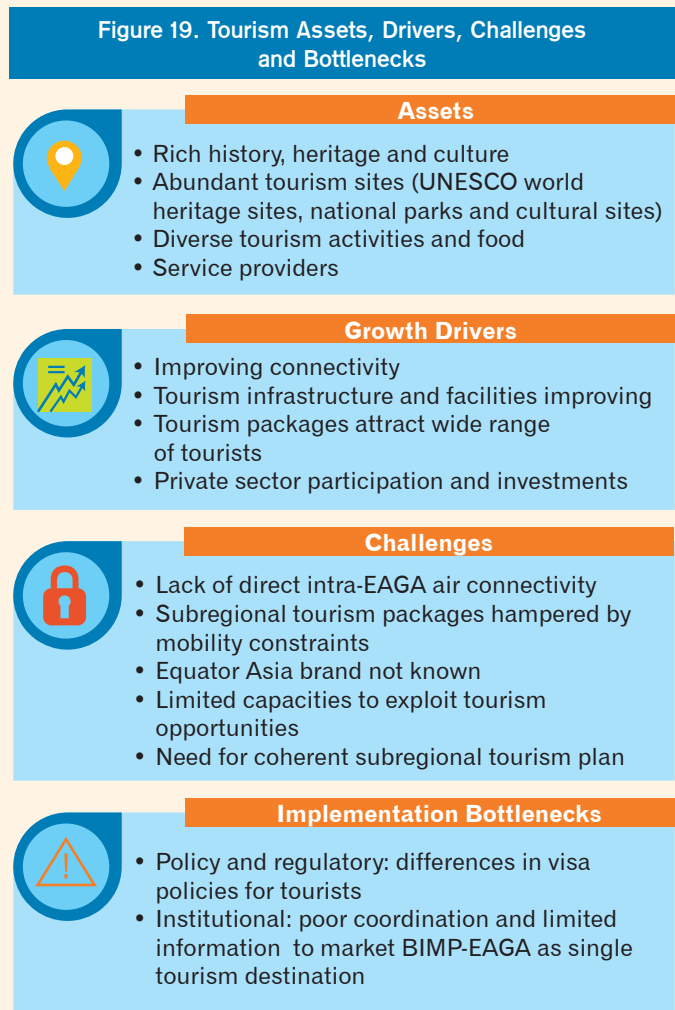 Figure 19. Tourism Assets, Drivers, Challenges
and Bottlenecks
Assets
• Rich history, heritage and culture
• Abundant tourism sites (UNESCO world
heritage sites, national parks and cultural sites)
• Diverse tourism activities and food
• Service providers
Growth Drivers
• Improving connectivity
• Tourism infrastructure and facilities improving
• Tourism packages attract wide range
of tourists
• Private sector participation and investments
Challenges
• Lack of direct intra-EAGA air connectivity
• Subregional tourism packages hampered by
mobility constraints
• Equator Asia brand not known
• Limited capacities to exploit tourism
opportunities
• Need for coherent subregional tourism plan
Implementation Bottlenecks
!
• Policy and regulatory: differences in visa
policies for tourists
• Institutional: poor coordination and limited
information to market BIMP-EAGA as single
tourism destination